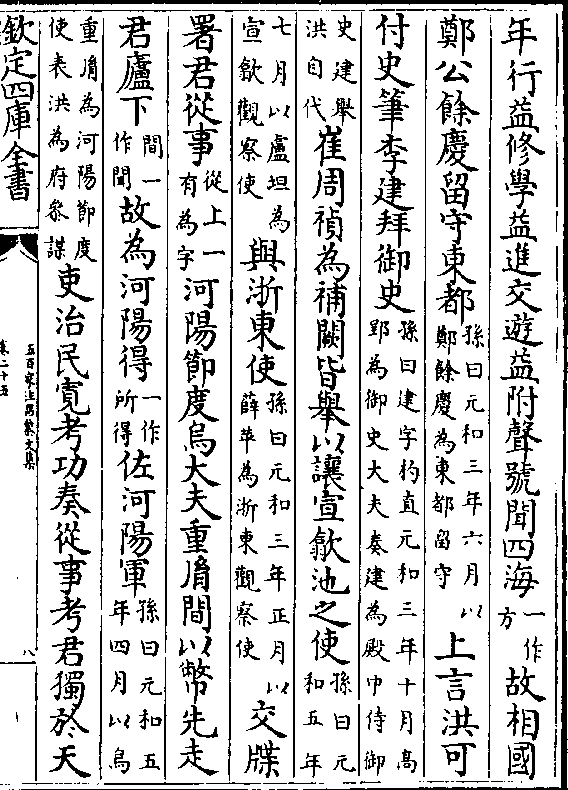 年行益修學益進交遊益附聲號聞四海一作方故相國
鄭公餘慶留守東都孫曰元和三年六月以鄭餘慶為東都留守上言洪可
付史筆李建拜御史孫曰建字杓直元和三年十月高郢為御史大夫奏建為殿中侍御
史建舉洪自代崔周禎為補闕皆舉以讓宣歙池之使孫曰元和五年
七月以盧坦為宣歙觀察使與浙東使孫曰元和三年正月以薛苹為浙東觀察使交牒
署君從事從上一有為字河陽節度烏大夫重胤間以幣先走
君廬下間一作聞故為河陽得一作所得佐河陽軍孫曰元和五年四月以烏
重胤為河陽節度使表洪為府參謀吏治民寬考功奏從事考君獨於天
欽定四庫全書
五百家注昌黎文集
卷二十五
八